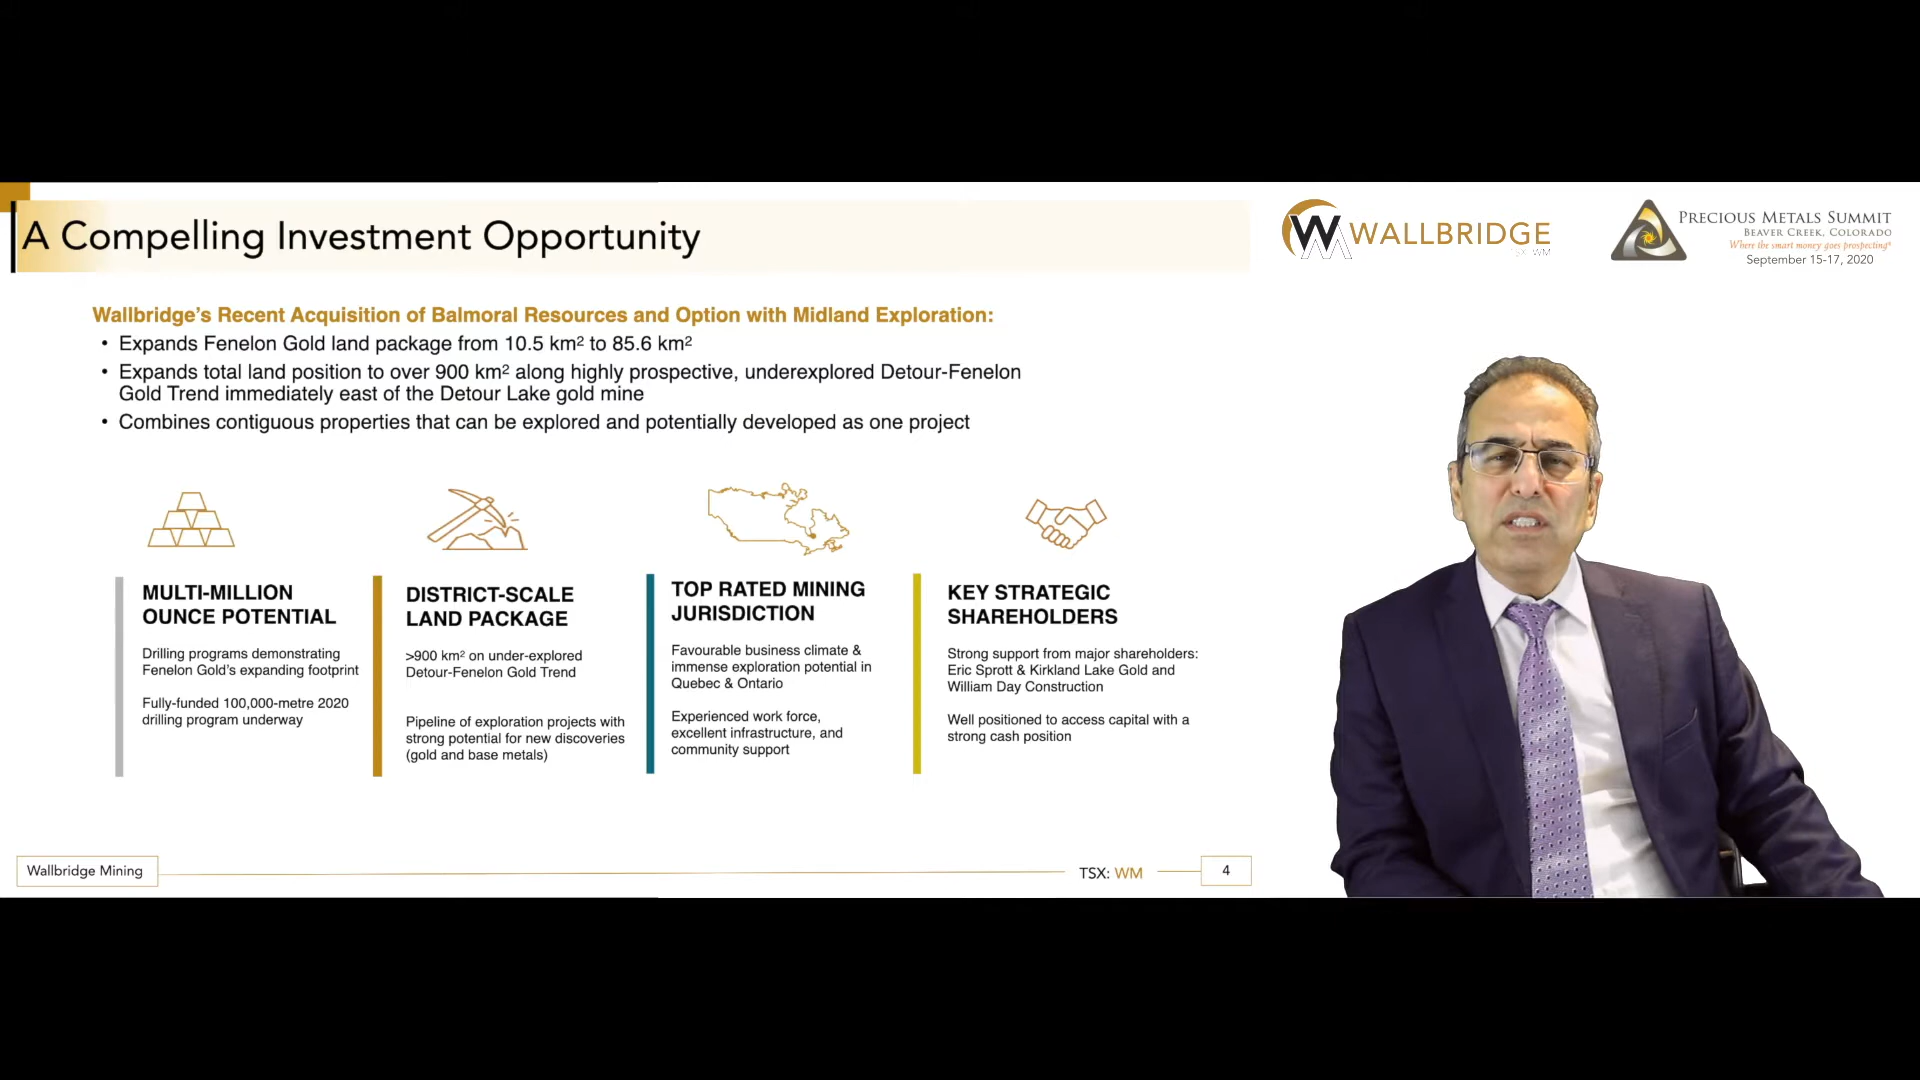 A Compelling Investment Opportunity
WALLBRIDGE
TSX: WM
PRECIOUS METALS SUMMIT
BEAVER CREEK, COLORADO
Where the smart money goes prospecting®
September 15-17, 2020
Wallbridge's Recent Acquisition of Balmoral Resources and Option with Midland Exploration:
• Expands Fenelon Gold land package from 10.5 km² to 85.6 km²
• Expands total land position to over 900 km² along highly prospective, underexplored Detour-Fenelon
Gold Trend immediately east of the Detour Lake gold mine
• Combines contiguous properties that can be explored and potentially developed as one project
MULTI-MILLION
OUNCE POTENTIAL
Drilling programs demonstrating
Fenelon Gold's expanding footprint
Fully-funded 100,000-metre 2020
drilling program underway
DISTRICT-SCALE
LAND PACKAGE
>900 km² on under-explored
Detour-Fenelon Gold Trend
Pipeline of exploration projects with
strong potential for new discoveries
(gold and base metals)
TOP RATED MINING
JURISDICTION
Favourable business climate &
immense exploration potential in
Quebec & Ontario
Experienced work force,
excellent infrastructure, and
community support
KEY STRATEGIC
SHAREHOLDERS
Strong support from major shareholders:
Eric Sprott & Kirkland Lake Gold and
William Day Construction
Well positioned to access capital with a
strong cash position
Wallbridge Mining
TSX: WM
4